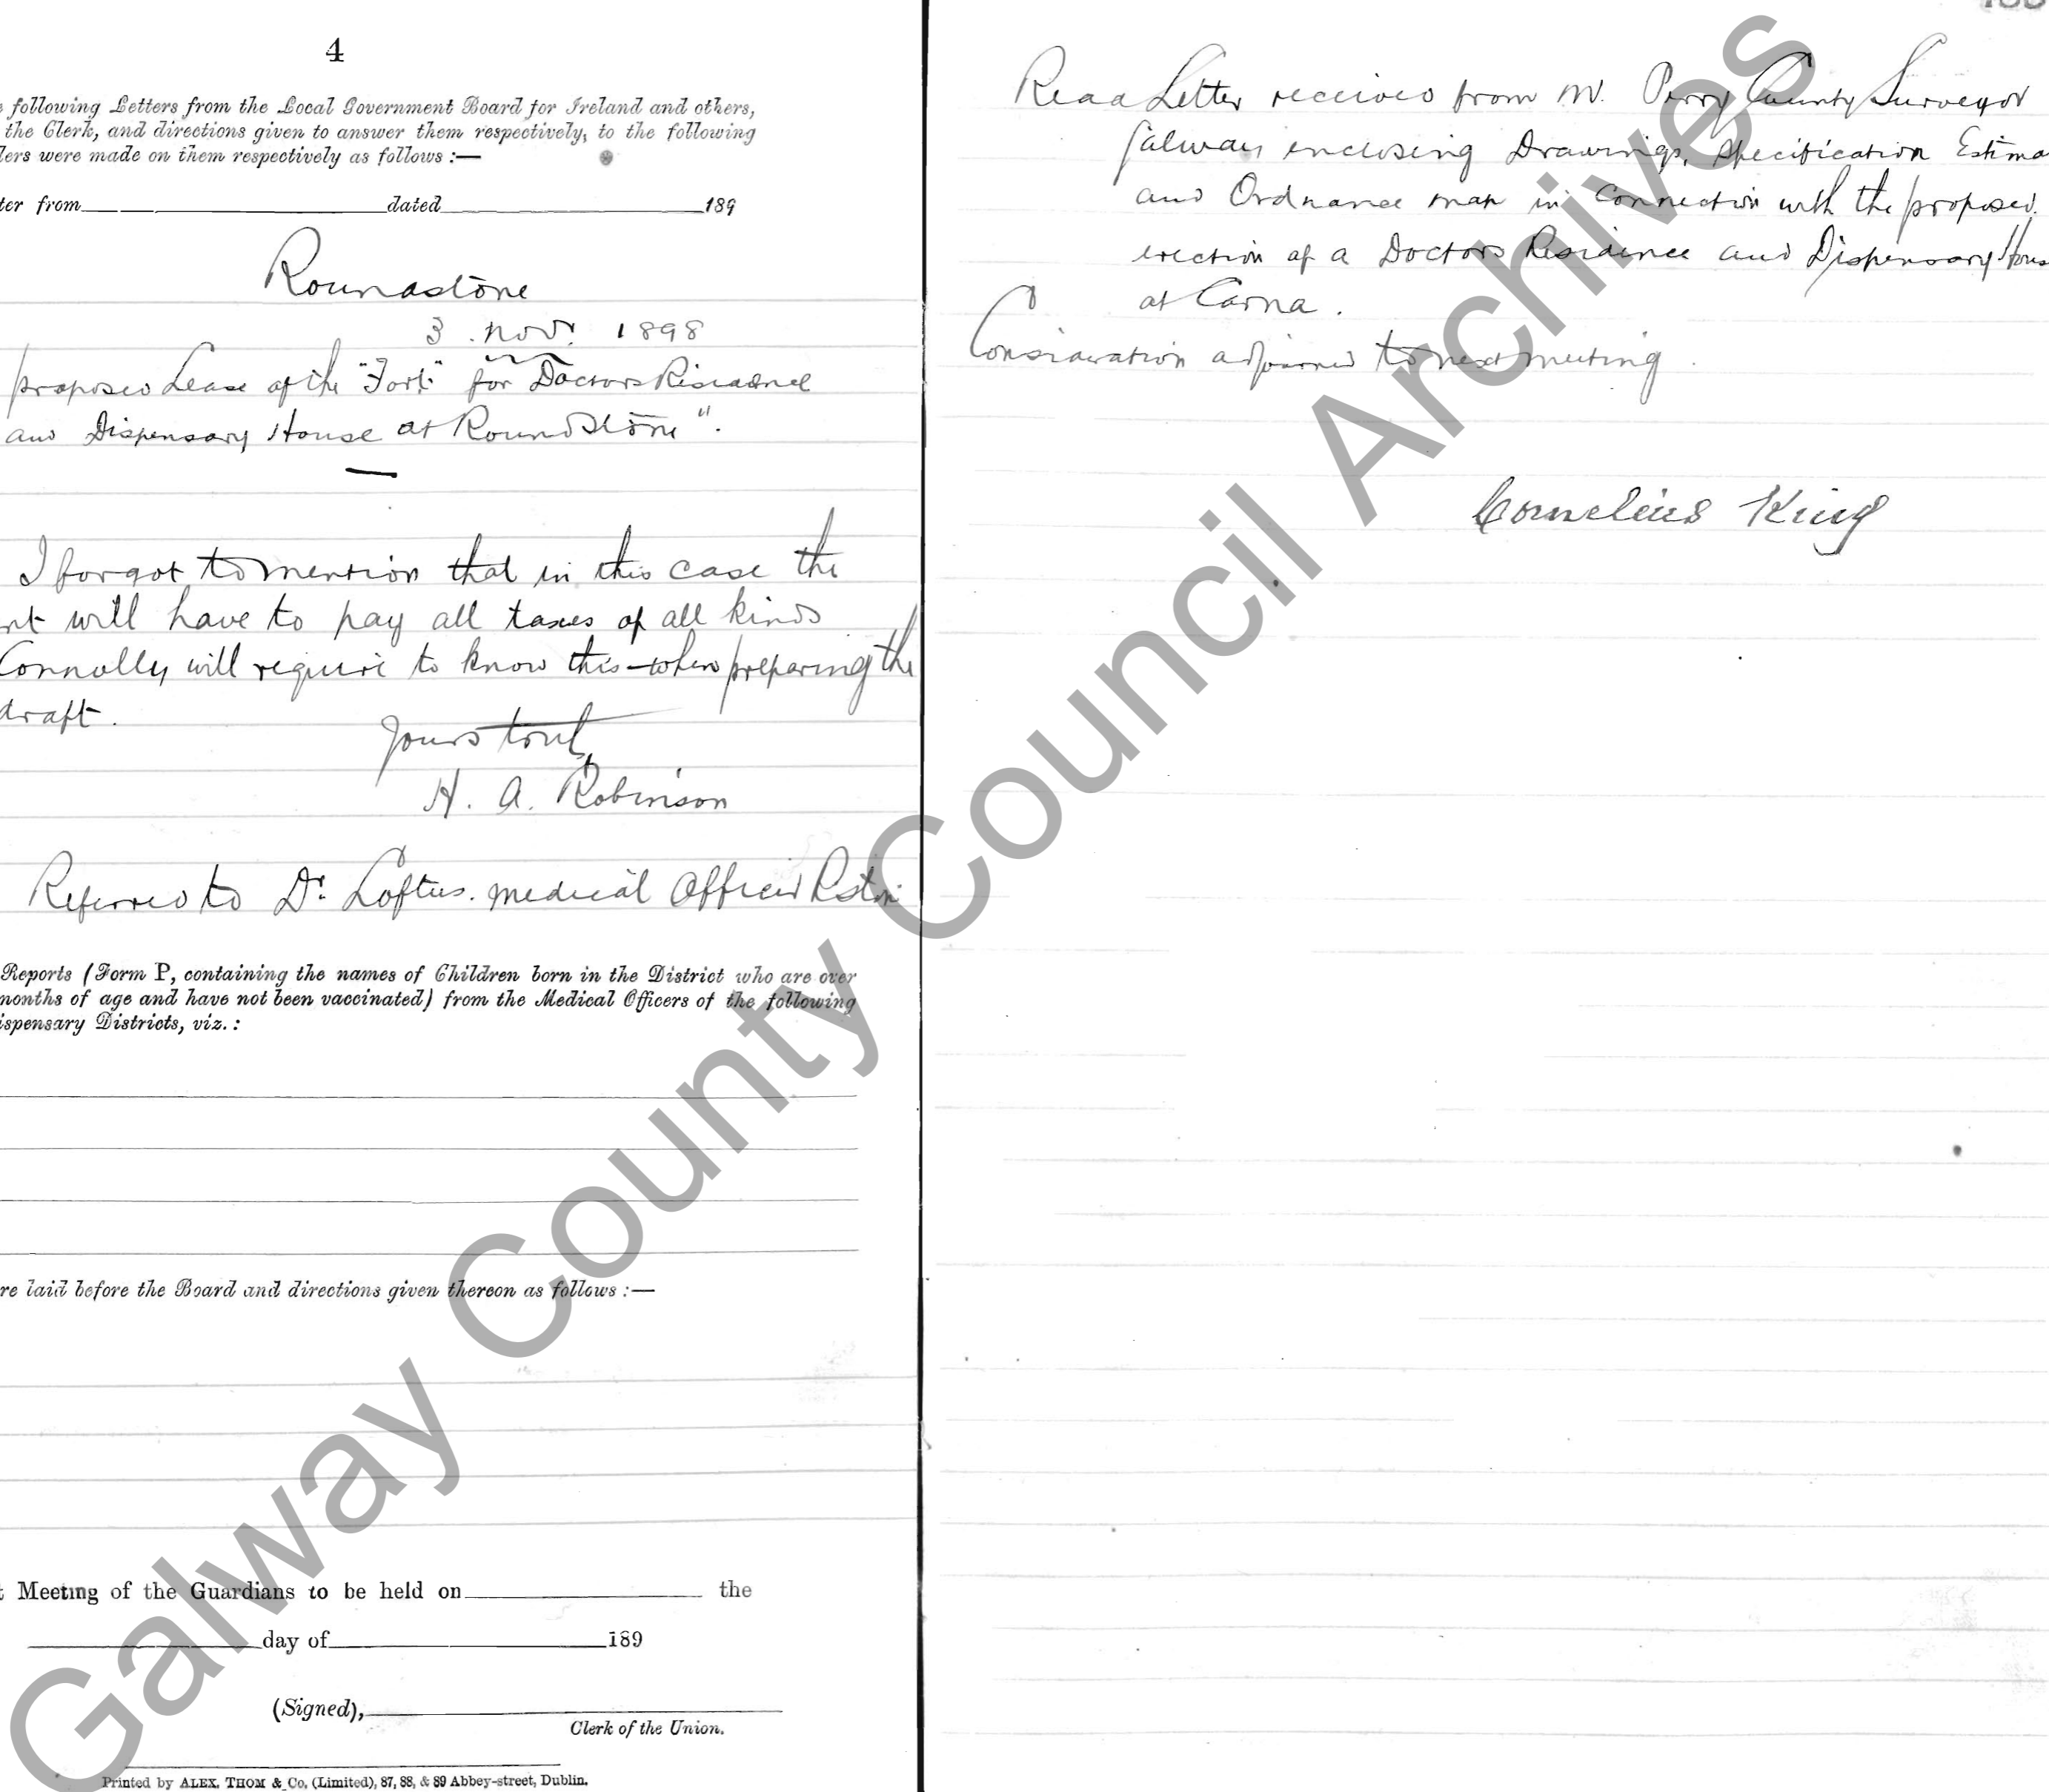 4
following Letters from the Local Government Board for Ireland and others,
the Clerk, and directions given to answer them respectively, to the following
ders were made on them respectively as follows :—
ter from dated 189
Roundstone
3. Nov. 1898
proposed Lease of the "Fort" for Doctors Residence
and Dispensary House at Roundstone".
I forgot to mention that in this case the
nt will have to pay all taxes of all kinds
Connolly will require to know this when preparing the
draft.
Yours truly
H. A. Robinson
Referred to Dr. Loftus. Medical Officer
Reports (Form P, containing the names of Children born in the District who are over
months of age and have not been vaccinated) from the Medical Officers of the following
ispensary Districts, viz. :
re laid before the Board and directions given thereon as follows :—
t Meeting of the Guardians to be held on the
day of 189
(Signed),
Clerk of the Union.
Printed by ALEX. THOM & Co. (Limited), 87, 88, & 89 Abbey-street, Dublin.
Read Letter received from Mr. Perry County Surveyor
Galway enclosing Drawings, Specification Estima
and Ordnance map in connection with the proposed
erection of a Doctors Residence and Dispensary Hous
at Carna.
Consideration adjourned to next meeting.
Cornelius King
Galway County Council Archives